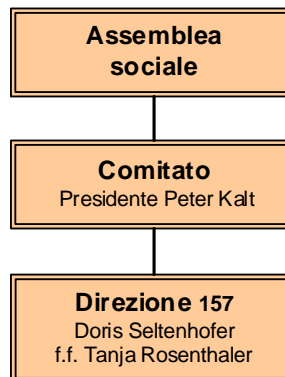 Assemblea
sociale
Comitato
Presidente Peter Kalt
Direzione 157
Doris Seltenhofer
f.f. Tanja Rosenthaler